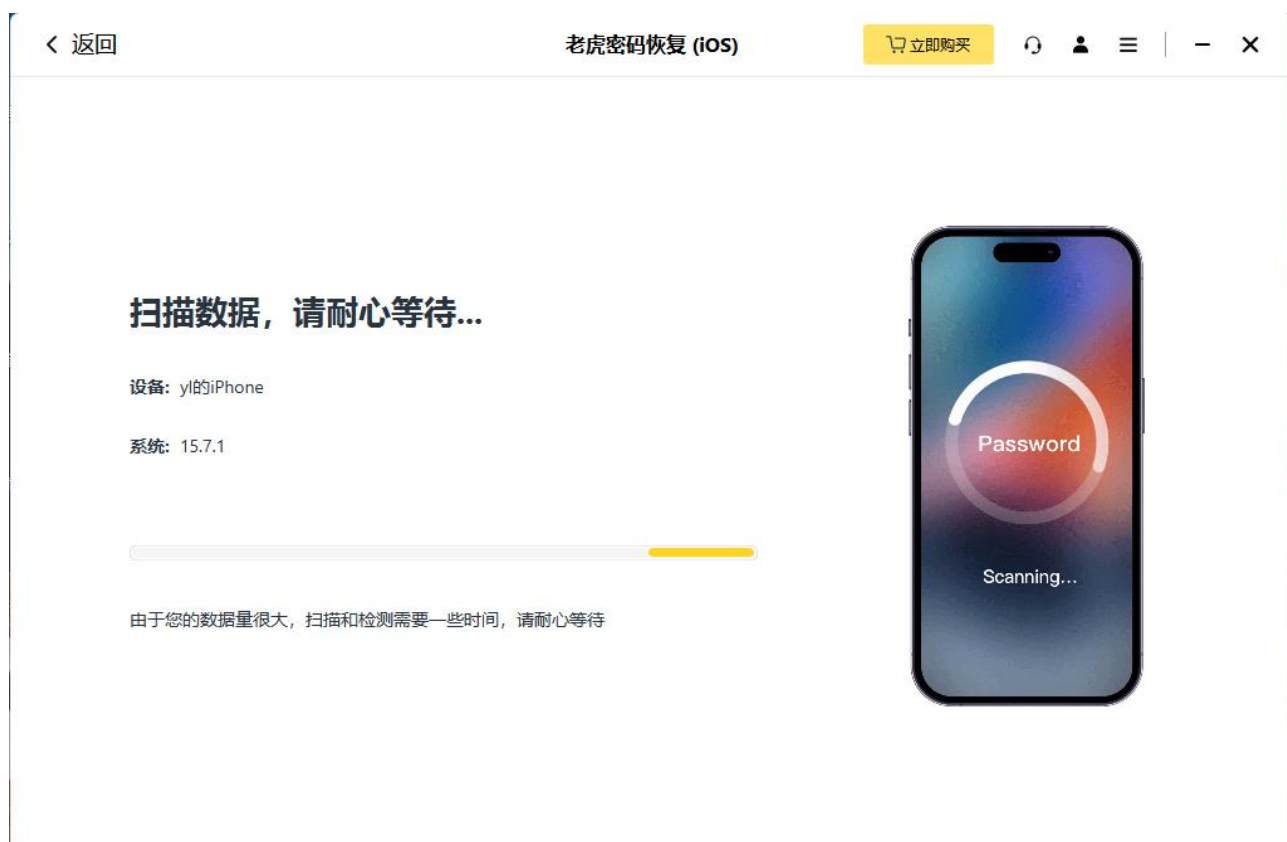 返回
老虎密码恢复 (iOS)
立即购买
扫描数据，请耐心等待...
设备: yl的iPhone
系统: 15.7.1
由于您的数据量很大，扫描和检测需要一些时间，请耐心等待
Password
Scanning...